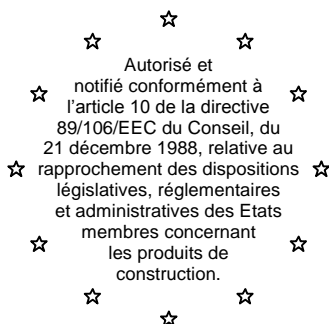 Autorisé et
notifié conformément à
l'article 10 de la directive
89/106/EEC du Conseil, du
21 décembre 1988, relative au
rapprochement des dispositions
législatives, réglementaires
et administratives des Etats
membres concernant
les produits de
construction.